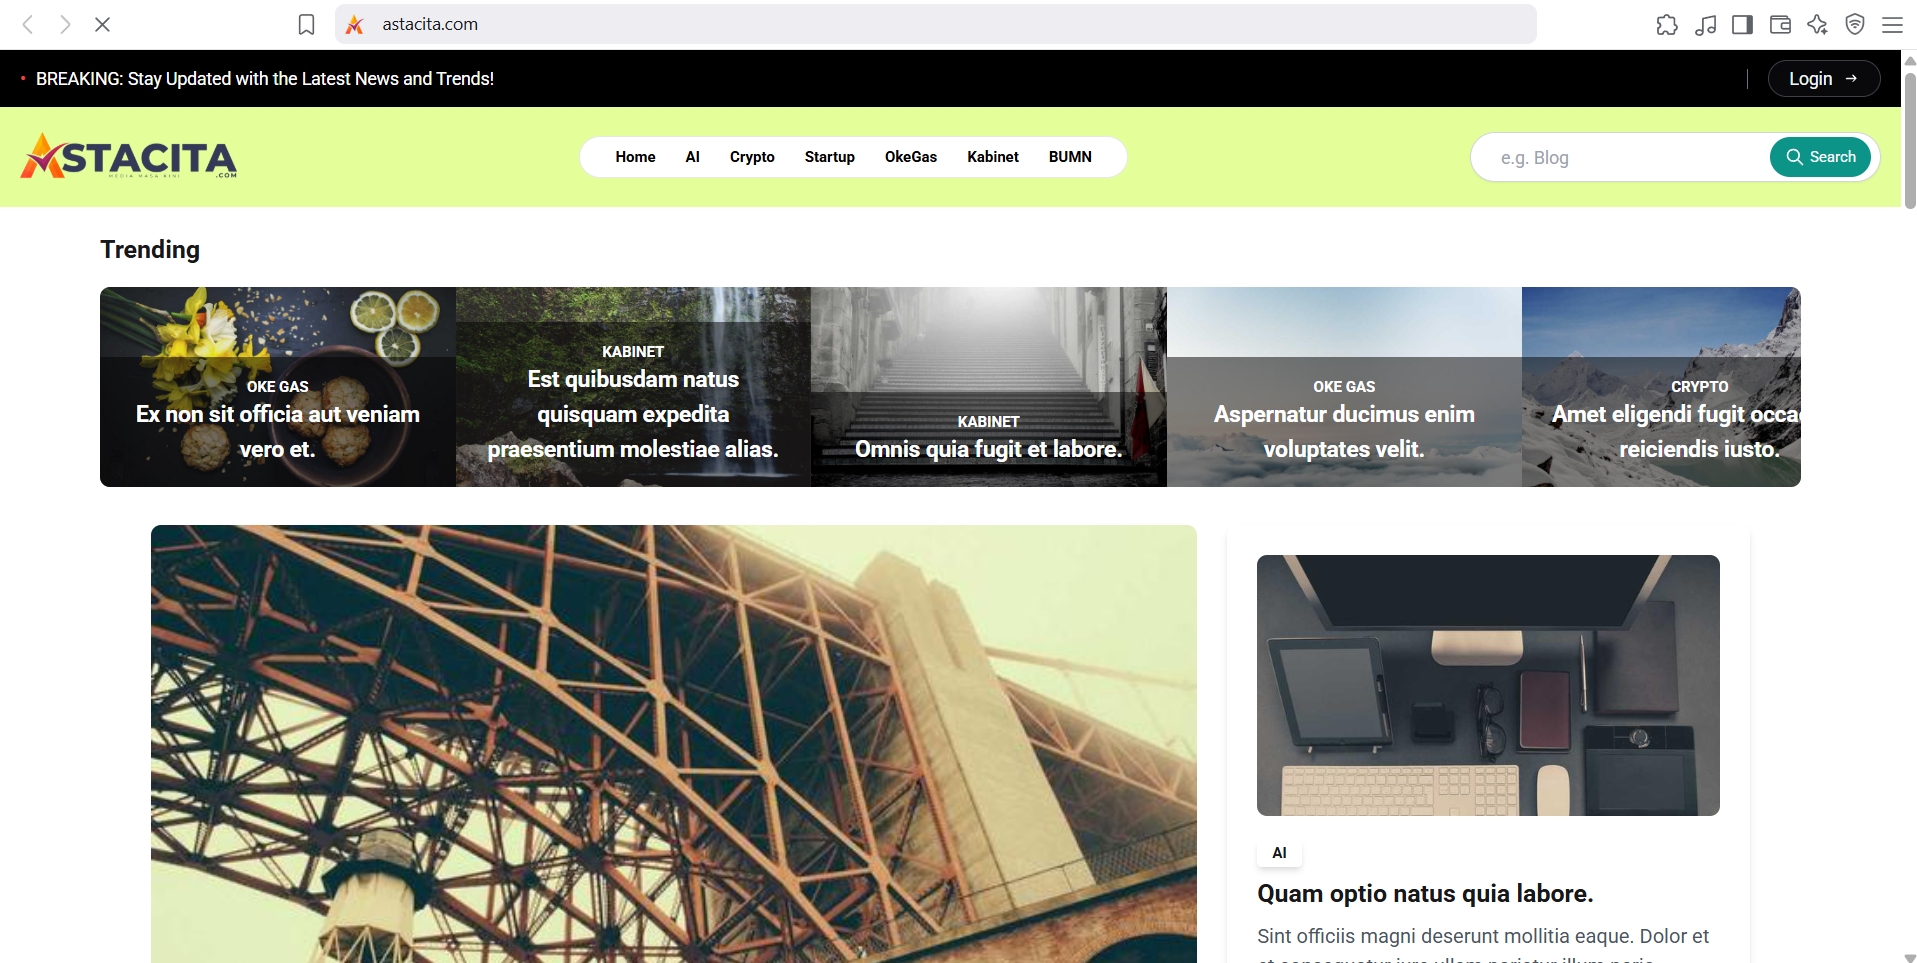 astacita.com
• BREAKING: Stay Updated with the Latest News and Trends!
Login →
ASTACITA
MEDIA MASA KINI .COM
Home AI Crypto Startup OkeGas Kabinet BUMN
e.g. Blog
Search
Trending
OKE GAS
Ex non sit officia aut veniam
vero et.
KABINET
Est quibusdam natus
quisquam expedita
praesentium molestiae alias.
KABINET
Omnis quia fugit et labore.
OKE GAS
Aspernatur ducimus enim
voluptates velit.
CRYPTO
Amet eligendi fugit occa
reiciendis iusto.
AI
Quam optio natus quia labore.
Sint officiis magni deserunt mollitia eaque. Dolor et